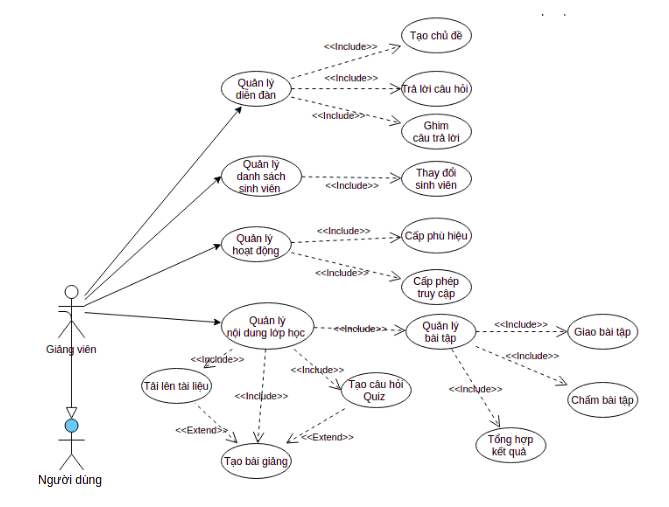 Tạo chủ đề
<<Include>>
Quản lý
diễn đàn
<<Include>>
Trả lời câu hỏi
<<Include>>
Ghim
câu trả lời
Quản lý
danh sách
sinh viên
<<Include>>
Thay đổi
sinh viên
Quản lý
hoạt động
<<Include>>
Cấp phù hiệu
<<Include>>
Cấp phép
truy cập
Giảng viên
Quản lý
nội dung lớp học
<<Include>>
Quản lý
bài tập
<<Include>>
Giao bài tập
<<Include>>
Chấm bài tập
<<Include>>
Tổng hợp
kết quả
<<Include>>
Tải lên tài liệu
<<Include>>
<<Include>>
Tạo câu hỏi
Quiz
<<Extend>>
<<Extend>>
Tạo bài giảng
Người dùng